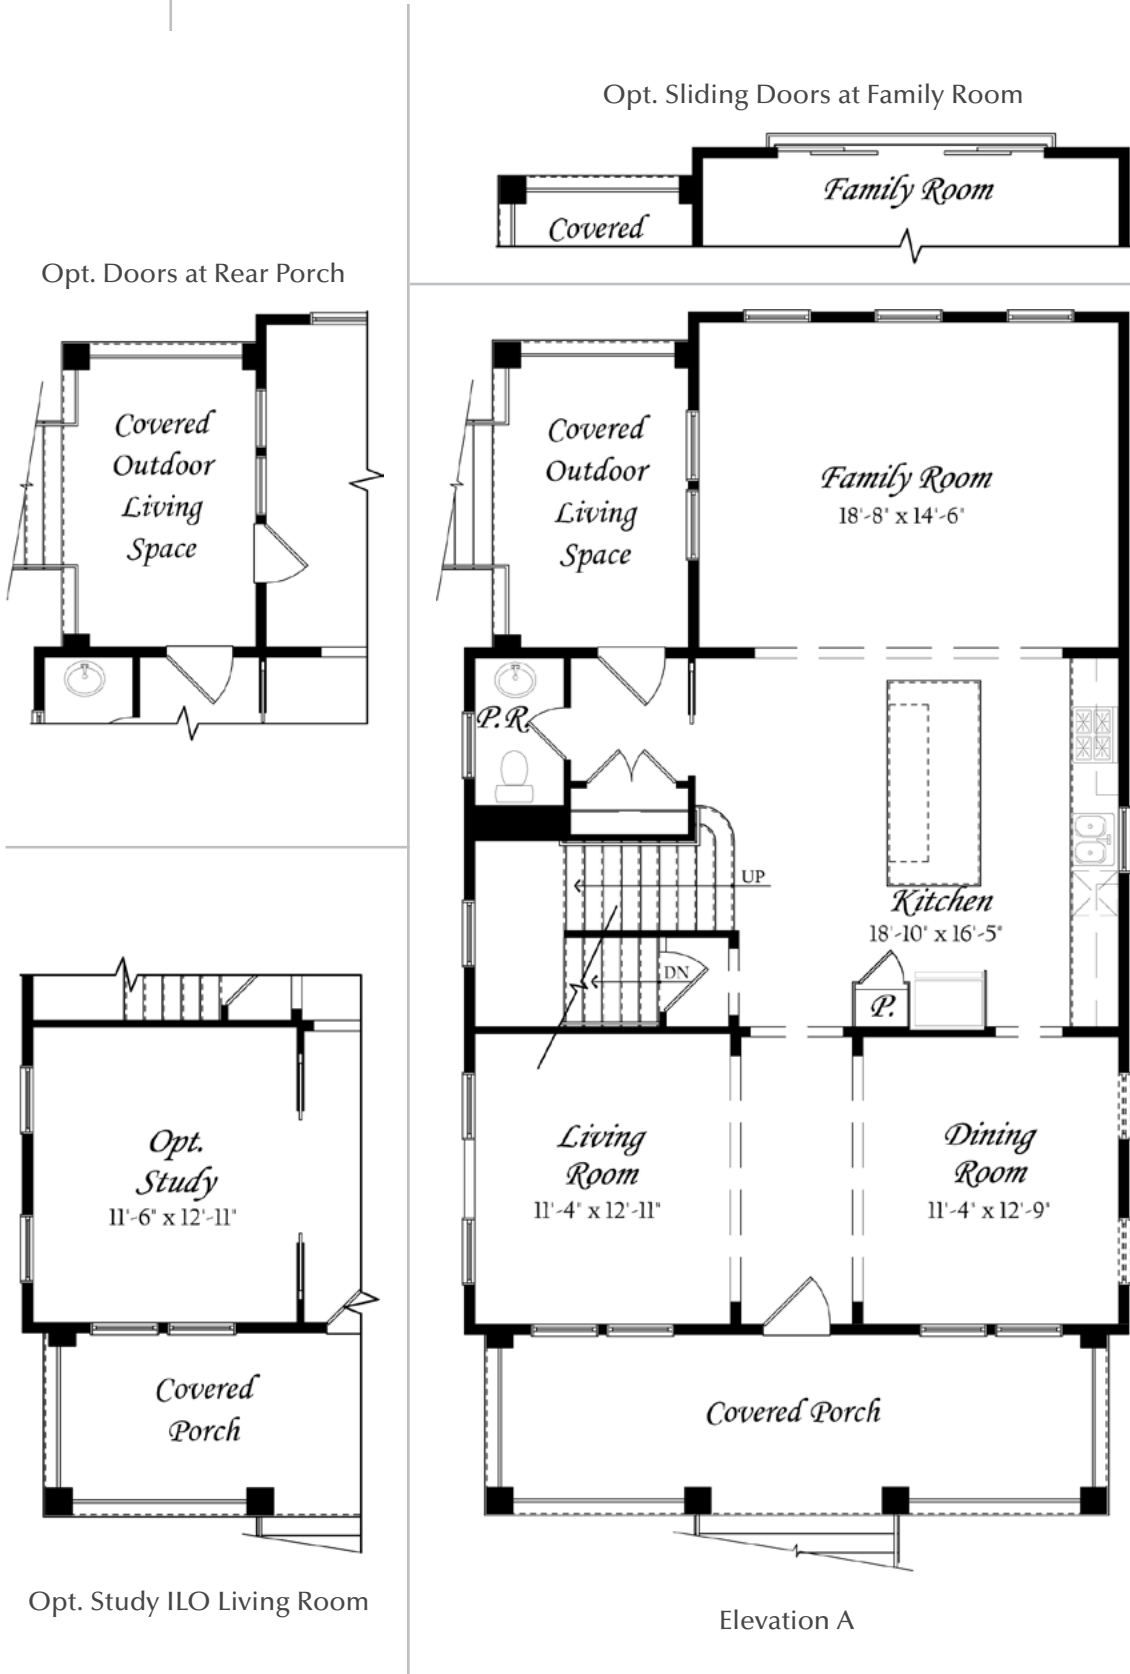 Opt. Sliding Doors at Family Room
Family Room
Covered
Opt. Doors at Rear Porch
Covered
Outdoor
Living
Space
Covered
Outdoor
Living
Space
Family Room
18'-8" x 14'-6"
P.R.
UP
Kitchen
18'-10" x 16'-5"
DN
P.
Opt.
Study
11'-6" x 12'-11"
Living
Room
11'-4" x 12'-11"
Dining
Room
11'-4" x 12'-9"
Covered
Porch
Covered Porch
Opt. Study ILO Living Room
Elevation A